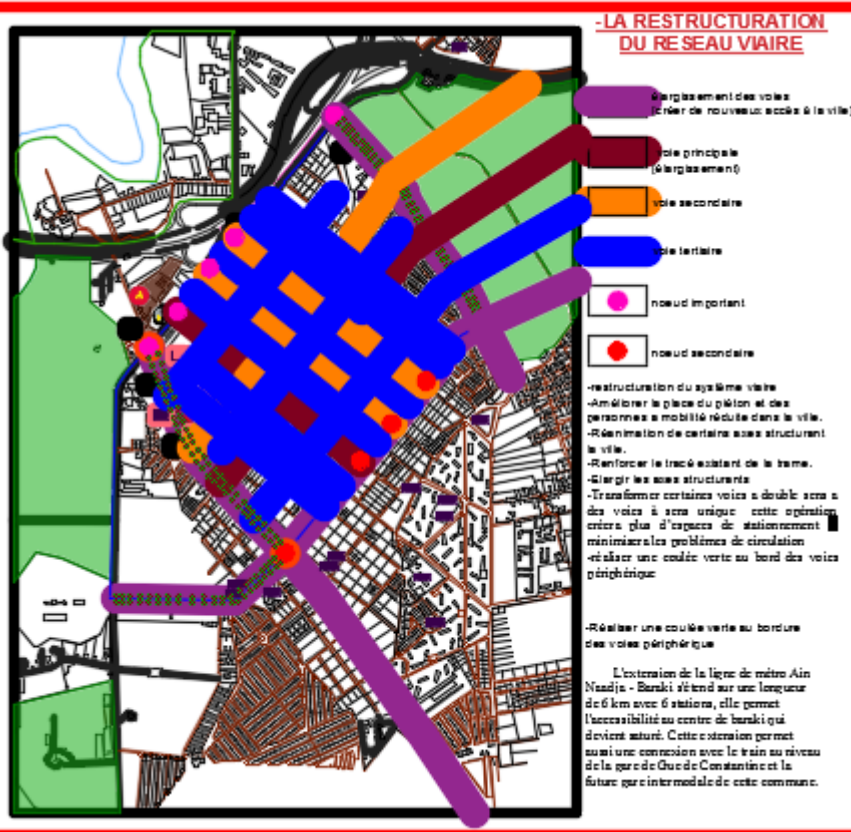 -LA RESTRUCTURATION
DU RESEAU VIAIRE
élargissement des voies
(créer de nouveaux accès à la ville)
voie principale
(élargissement)
voie secondaire
voie tertiaire
noeud important
noeud secondaire
-restructuration du système viaire
-Améliorer la place du piéton et des
personnes a mobilité réduite dans la ville.
-Réanimation de certains axes structurant
la ville.
-Renforcer le tracé existant de la trame.
-Elargir les axes structurants
-Transformer certaines voies a double sens a
des voies à sens unique cette opération
créera plus d'espaces de stationnement
minimisera les problèmes de circulation
-réaliser une coulée verte au bord des voies
périphérique
-Réaliser une coulée verte au bordure
des voies périphérique
L'extension de la ligne de métro Ain
Naadja - Baraki s'étend sur une longueur
de 6 km avec 6 stations, elle permet
l'accessibilité au centre de baraki qui
devient saturé. Cette extension permet
aussi une connexion avec le train au niveau
de la gare de Gue de Constantine et la
future gare intermodale de cette commune.